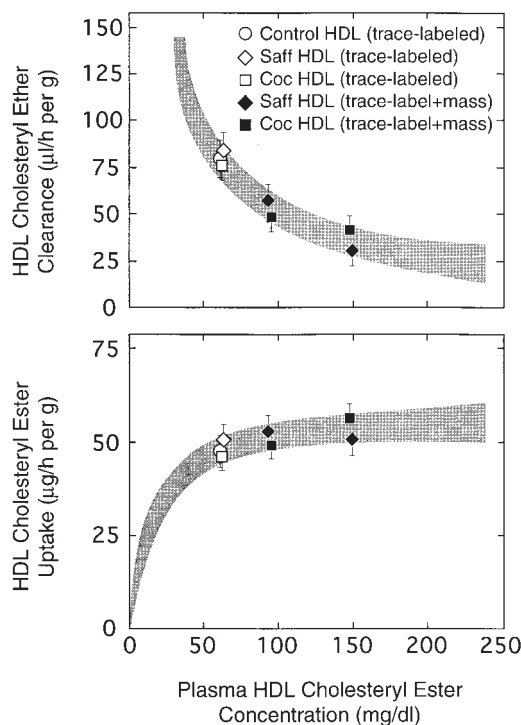 150
125
100
75
50
25
0
HDL Cholesteryl Ether
Clearance (µl/h per g)
Control HDL (trace-labeled)
Saff HDL (trace-labeled)
Coc HDL (trace-labeled)
Saff HDL (trace-label+mass)
Coc HDL (trace-label+mass)
75
50
25
0
HDL Cholesteryl Ester
Uptake (µg/h per g)
0 50 100 150 200 250
Plasma HDL Cholesteryl Ester
Concentration (mg/dl)